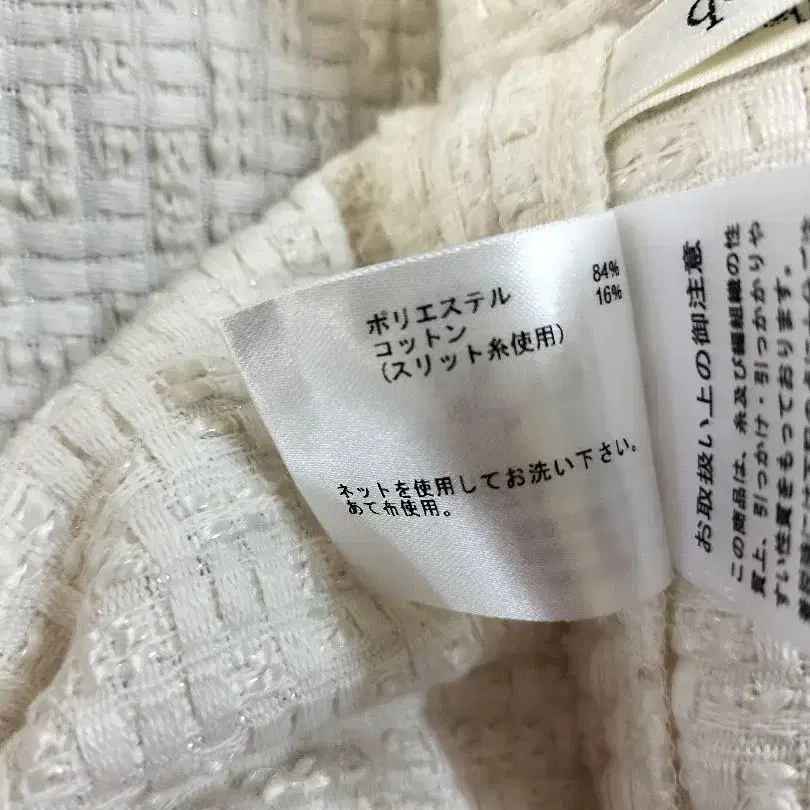 ポリエステル 84%
コットン 16%
(スリット糸使用)
ネットを使用してお洗い下さい。
あて布使用。
お取扱い上の御注意
この商品は、糸及び編組織の性
質上、引っかけ・引っかかりや
すい性質をもっております。